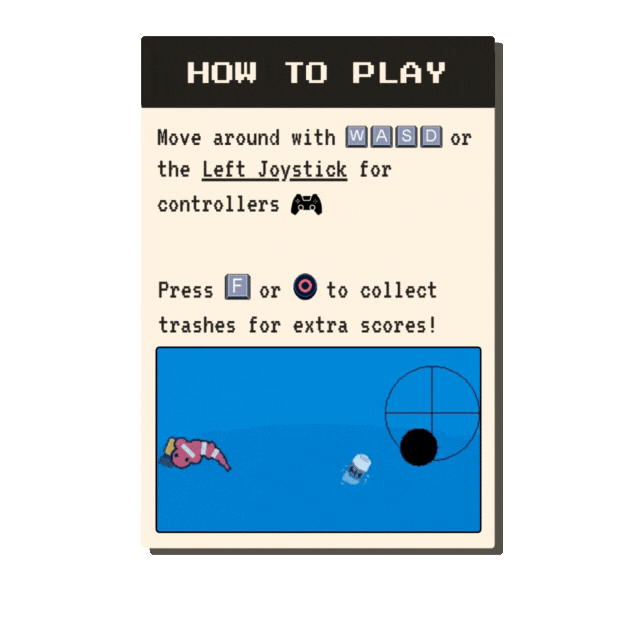 HOW TO PLAY
Move around with W A S D or
the Left Joystick for
controllers
Press F or to collect
trashes for extra scores!